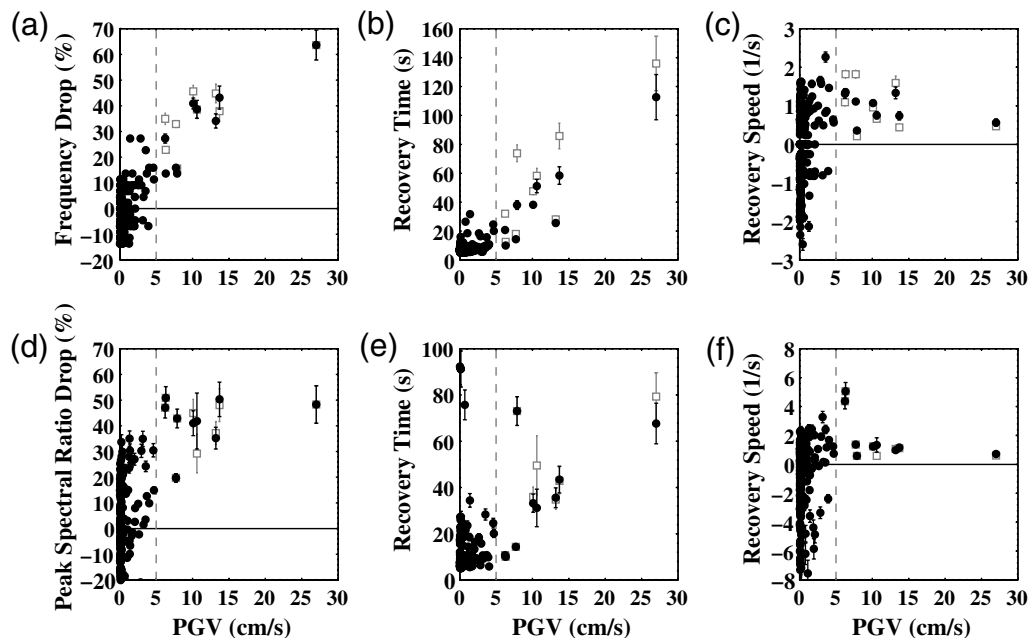 (a)
Frequency Drop (%)
70
60
50
40
30
20
10
0
−10
−20
0 5 10 15 20 25 30
(b)
Recovery Time (s)
160
140
120
100
80
60
40
20
0
0 5 10 15 20 25 30
(c)
Recovery Speed (1/s)
3
2
1
0
−1
−2
−3
0 5 10 15 20 25 30
(d)
Peak Spectral Ratio Drop (%)
70
60
50
40
30
20
10
0
−10
−20
0 5 10 15 20 25 30
PGV (cm/s)
(e)
Recovery Time (s)
100
80
60
40
20
0
0 5 10 15 20 25 30
PGV (cm/s)
(f)
Recovery Speed (1/s)
8
6
4
2
0
−2
−4
−6
−8
0 5 10 15 20 25 30
PGV (cm/s)